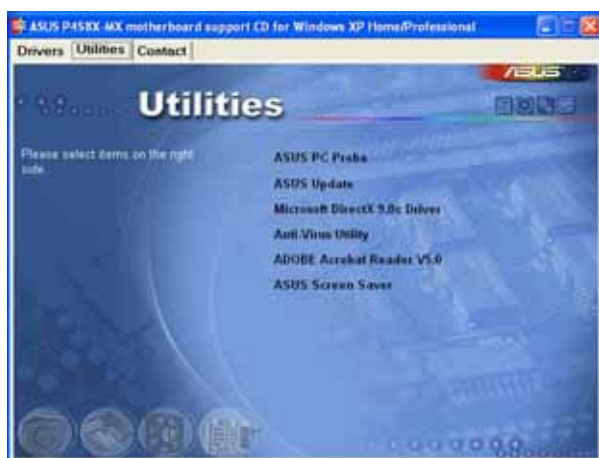 ASUS P4S8X-MX motherboard support CD for Windows XP Home/Professional
Drivers Utilities Contact
ASUS
Utilities
Please select items on the right
side
ASUS PC Probe
ASUS Update
Microsoft DirectX 9.0c Driver
Anti-Virus Utility
ADOBE Acrobat Reader V5.0
ASUS Screen Saver